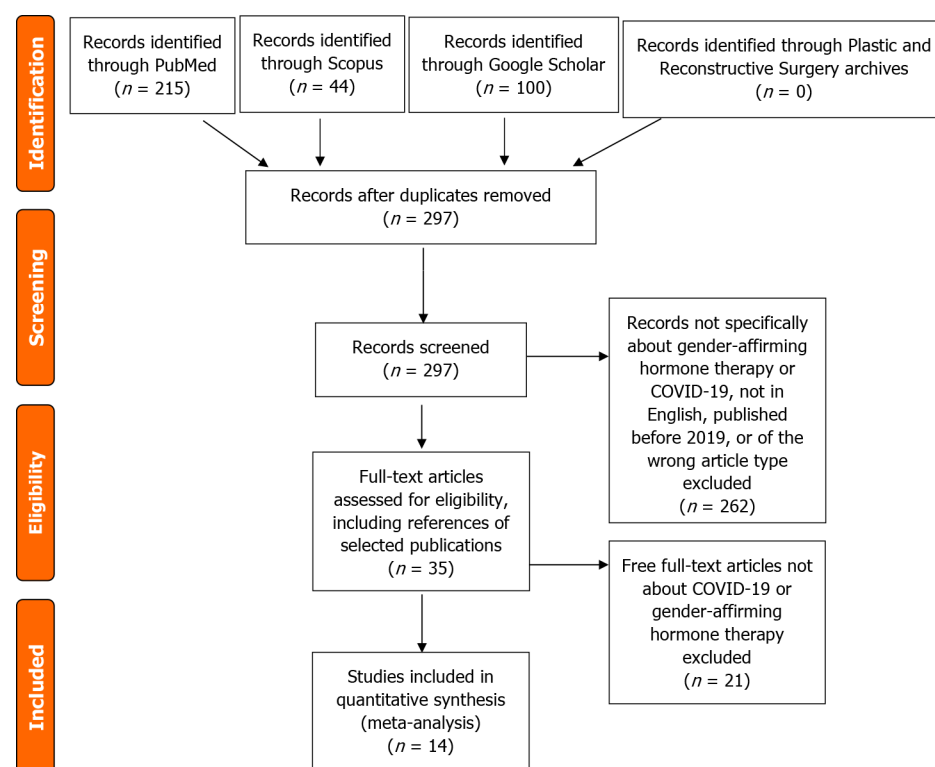 Identification
Records identified
through PubMed
(n = 215)
Records identified
through Scopus
(n = 44)
Records identified
through Google Scholar
(n = 100)
Records identified through Plastic and
Reconstructive Surgery archives
(n = 0)
Records after duplicates removed
(n = 297)
Screening
Records screened
(n = 297)
Records not specifically
about gender-affirming
hormone therapy or
COVID-19, not in
English, published
before 2019, or of the
wrong article type
excluded
(n = 262)
Eligibility
Full-text articles
assessed for eligibility,
including references of
selected publications
(n = 35)
Free full-text articles not
about COVID-19 or
gender-affirming
hormone therapy
excluded
(n = 21)
Included
Studies included in
quantitative synthesis
(meta-analysis)
(n = 14)